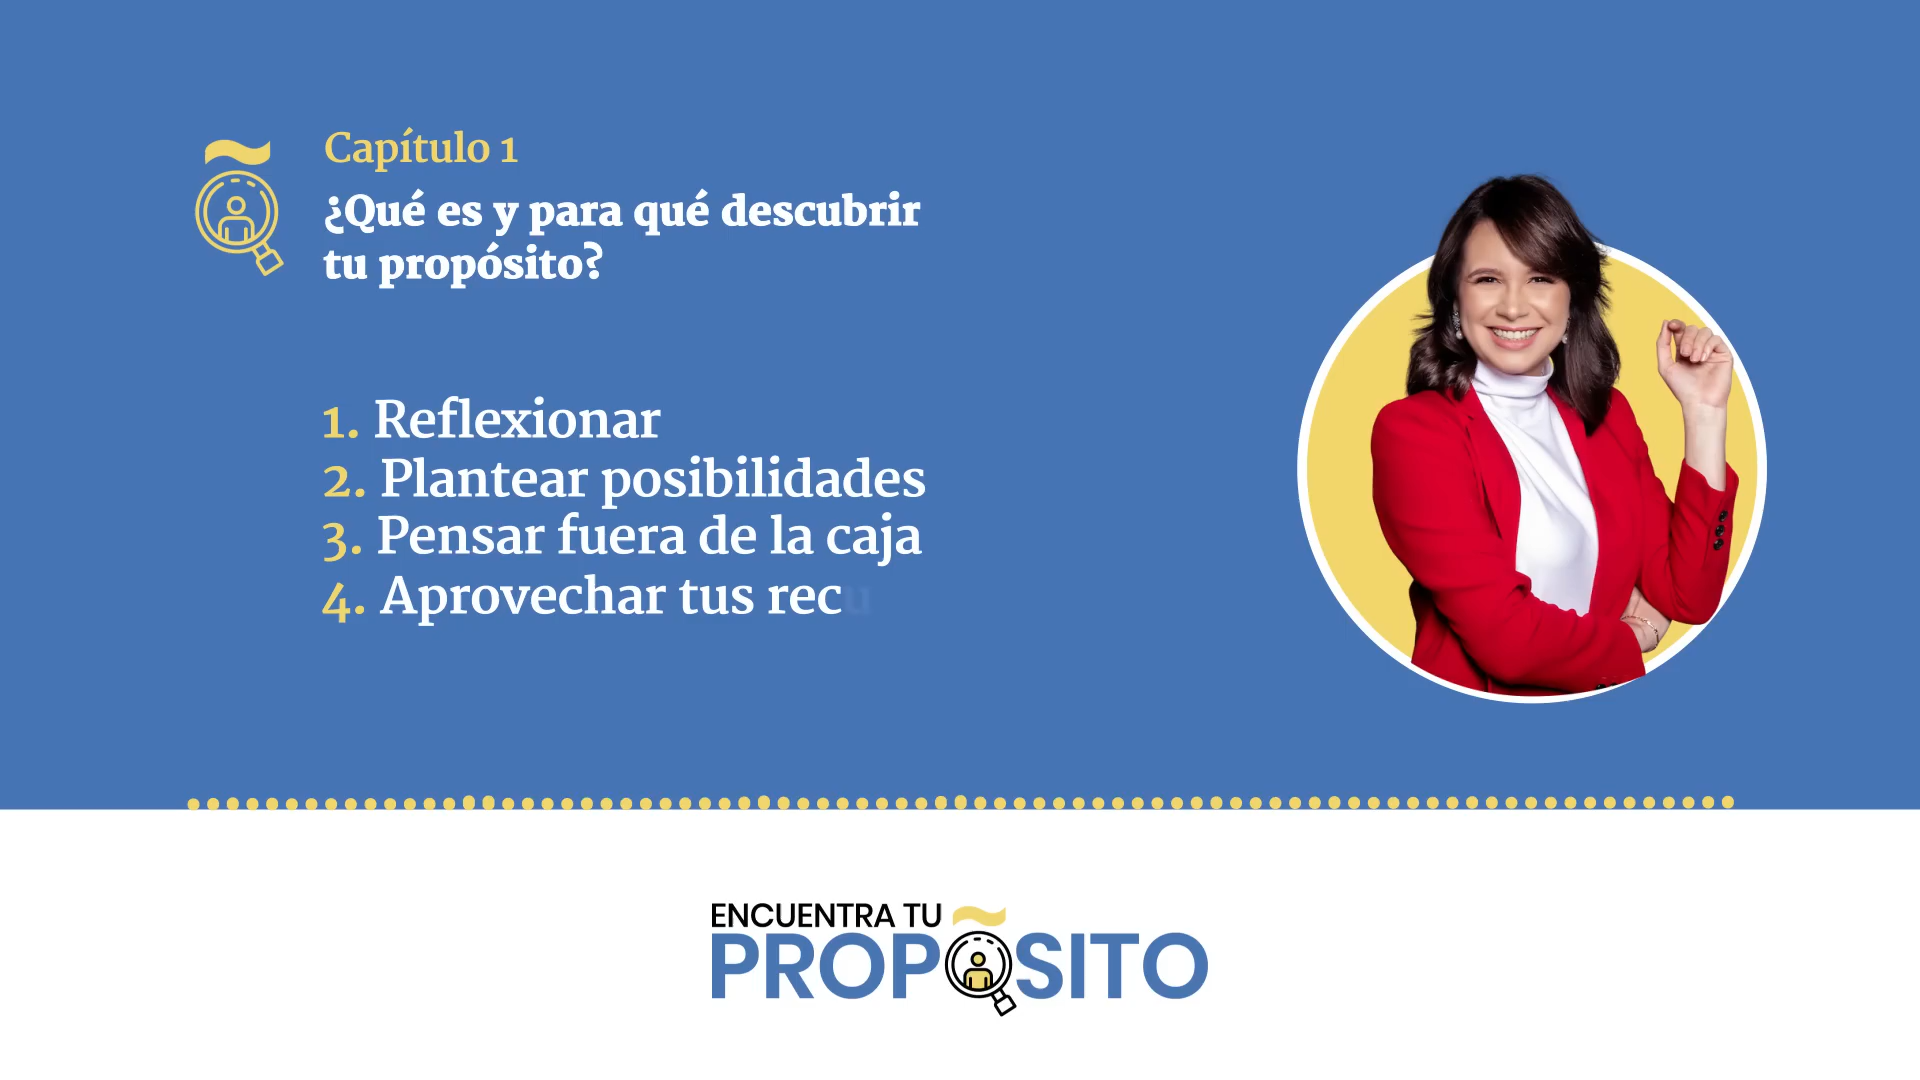 Capítulo 1
¿Qué es y para qué descubrir
tu propósito?
1. Reflexionar
2. Plantear posibilidades
3. Pensar fuera de la caja
4. Aprovechar tus recu
ENCUENTRA TU
PROPÓSITO